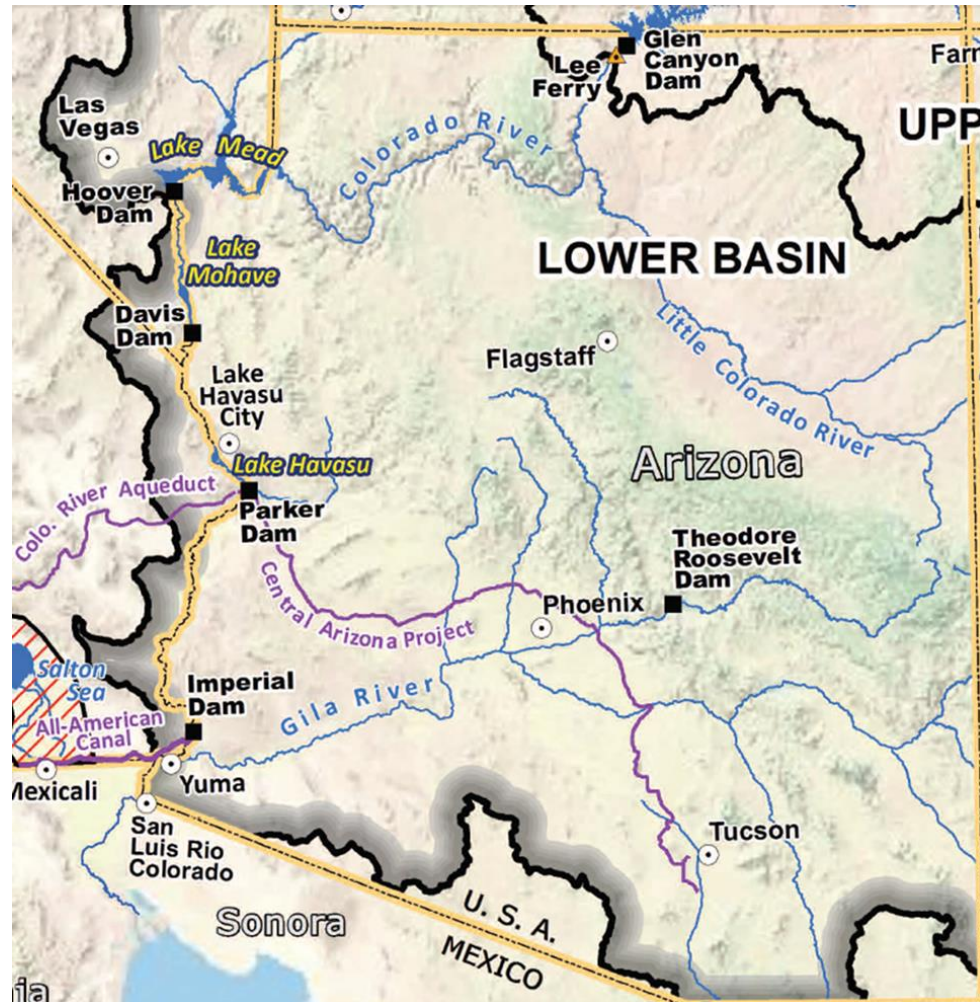 Glen
Canyon
Dam
Lee
Ferry
Farn
UPP
Las
Vegas
Lake Mead
Colorado River
Hoover
Dam
Lake
Mohave
LOWER BASIN
Davis
Dam
Little Colorado River
Flagstaff
Lake
Havasu
City
Lake Havasu
Arizona
Colo. River Aqueduct
Parker
Dam
Theodore
Roosevelt
Dam
Central Arizona Project
Phoenix
Salton
Sea
Imperial
Dam
Gila River
All-American
Canal
Mexicali
Yuma
San
Luis Rio
Colorado
Tucson
Sonora
U. S. A.
MEXICO
ia